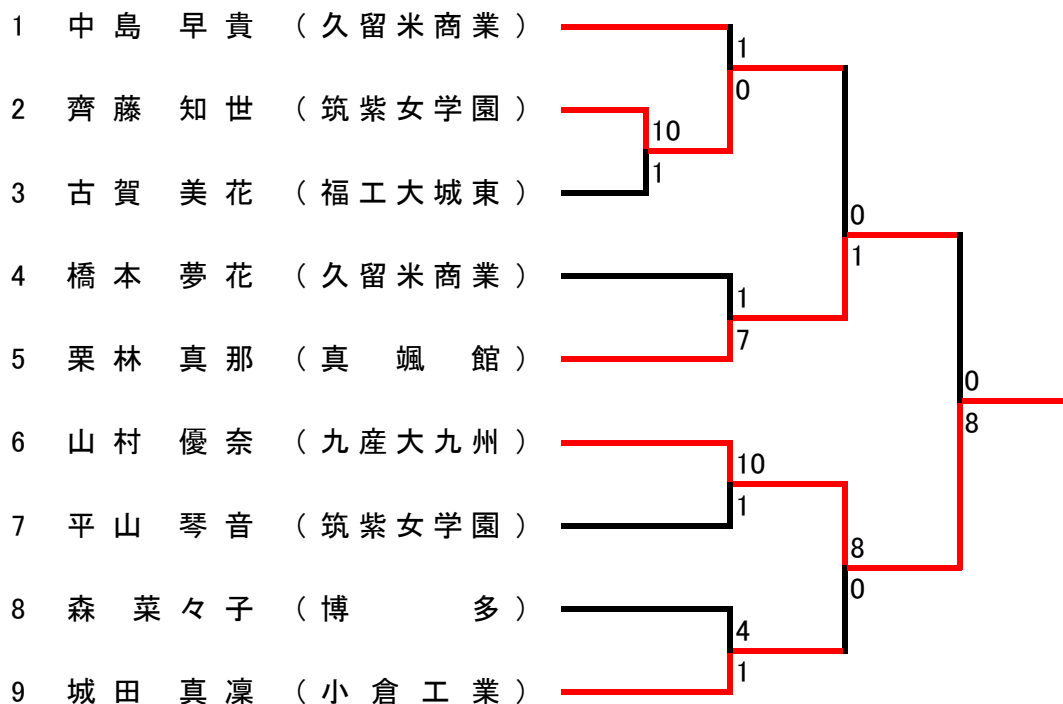 1 中島 早貴 (久留米商業)
1
0
2 齊藤 知世 (筑紫女学園)
10
1
3 古賀 美花 (福工大城東)
0
1
4 橋本 夢花 (久留米商業)
1
7
5 栗林 真那 (真颯館)
0
8
6 山村 優奈 (九産大九州)
10
1
7 平山 琴音 (筑紫女学園)
8
0
8 森 菜々子 (博多)
4
1
9 城田 真凜 (小倉工業)